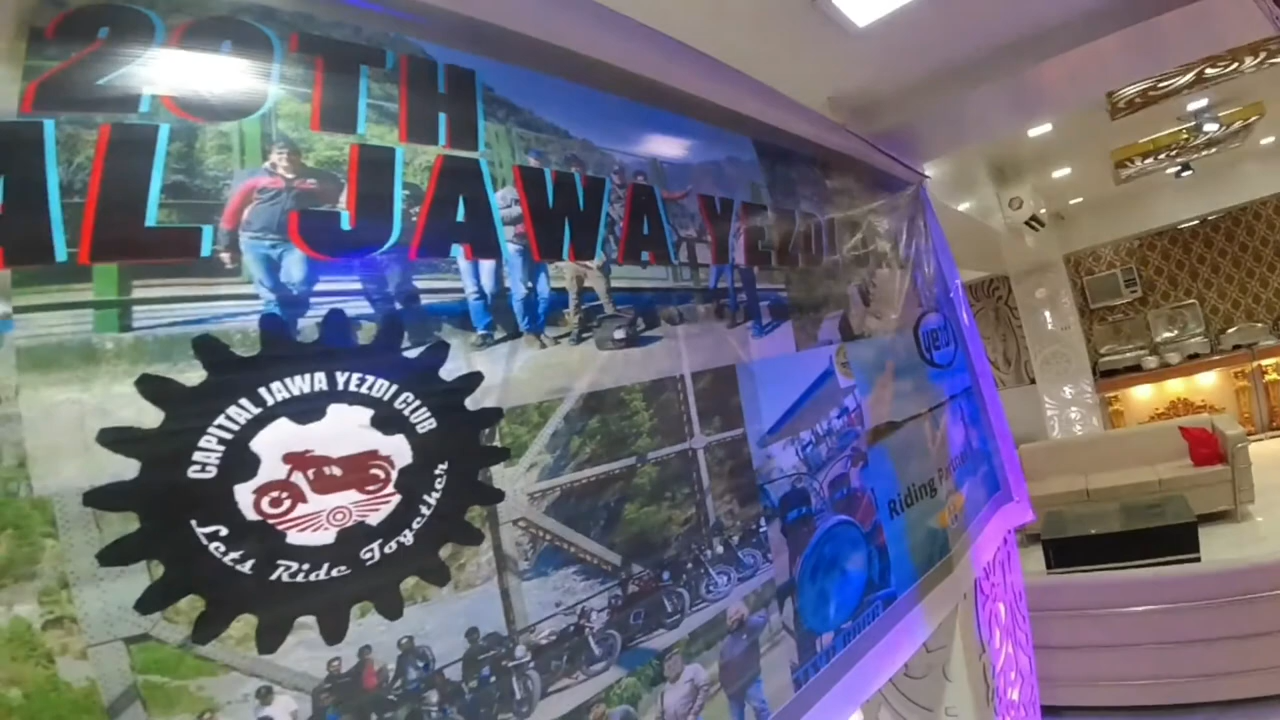 20TH
AL JAWA YEZDI
CAPITAL JAWA YEZDI CLUB
Lets Ride Together
yezdi
Riding Partner